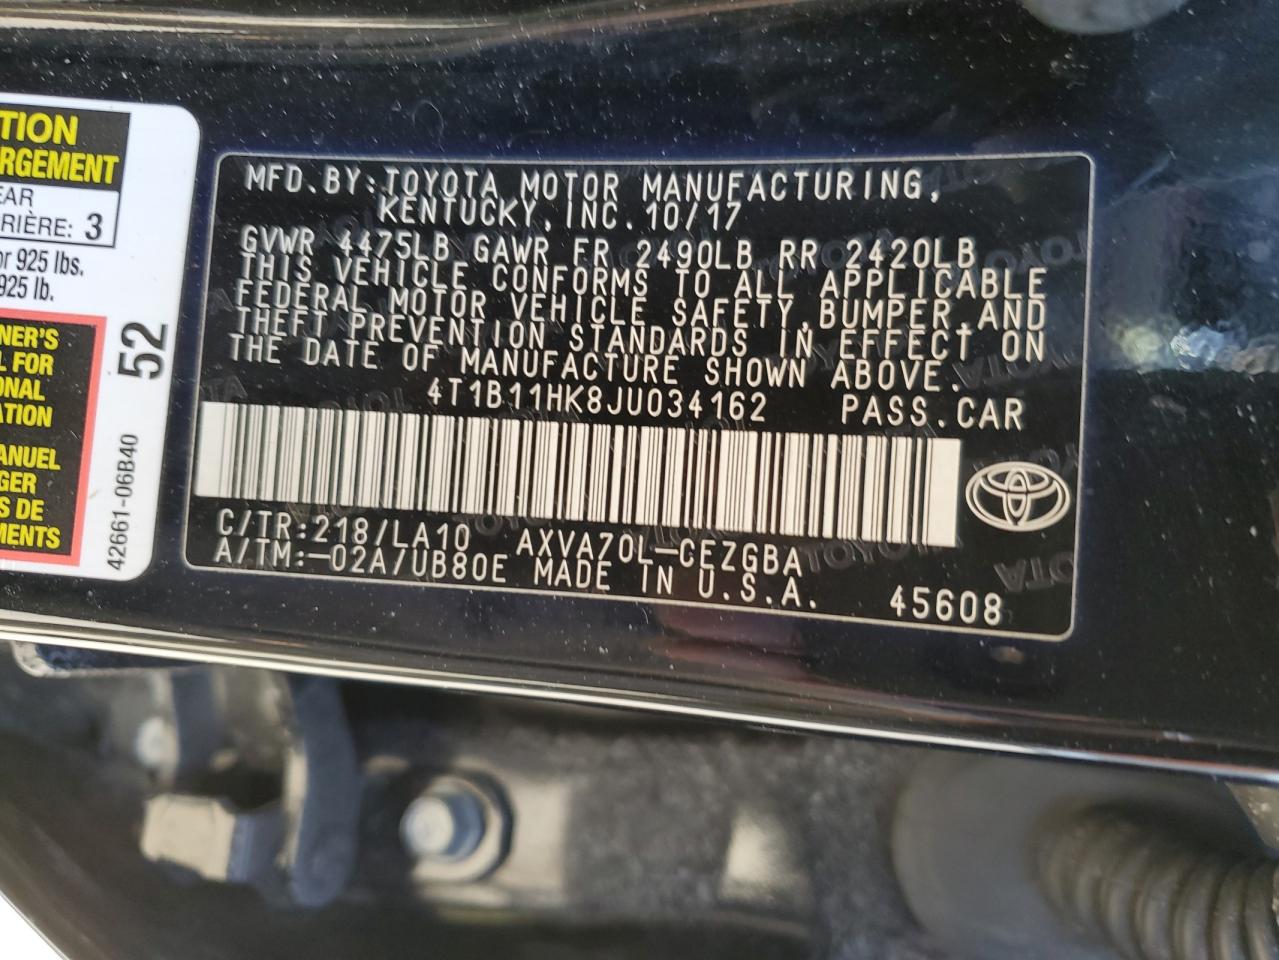 TION
RGEMENT
EAR
RIÈRE: 3
or 925 lbs.
925 lb.
NER'S
L FOR
IONAL
ATION
ANUEL
GER
S DE
MENTS
52
42661-06B40
MFD.BY:TOYOTA MOTOR MANUFACTURING,
KENTUCKY,INC.10/17
GVWR 4475LB GAWR FR 2490LB RR 2420LB
THIS VEHICLE CONFORMS TO ALL APPLICABLE
FEDERAL MOTOR VEHICLE SAFETY,BUMPER,AND
THEFT PREVENTION STANDARDS IN EFFECT ON
THE DATE OF MANUFACTURE SHOWN ABOVE.
4T1B11HK8JU034162 PASS.CAR
C/TR:218/LA10 AXVA70L-CEZGBA
A/TM:-02A/UB80E MADE IN U.S.A. 45608